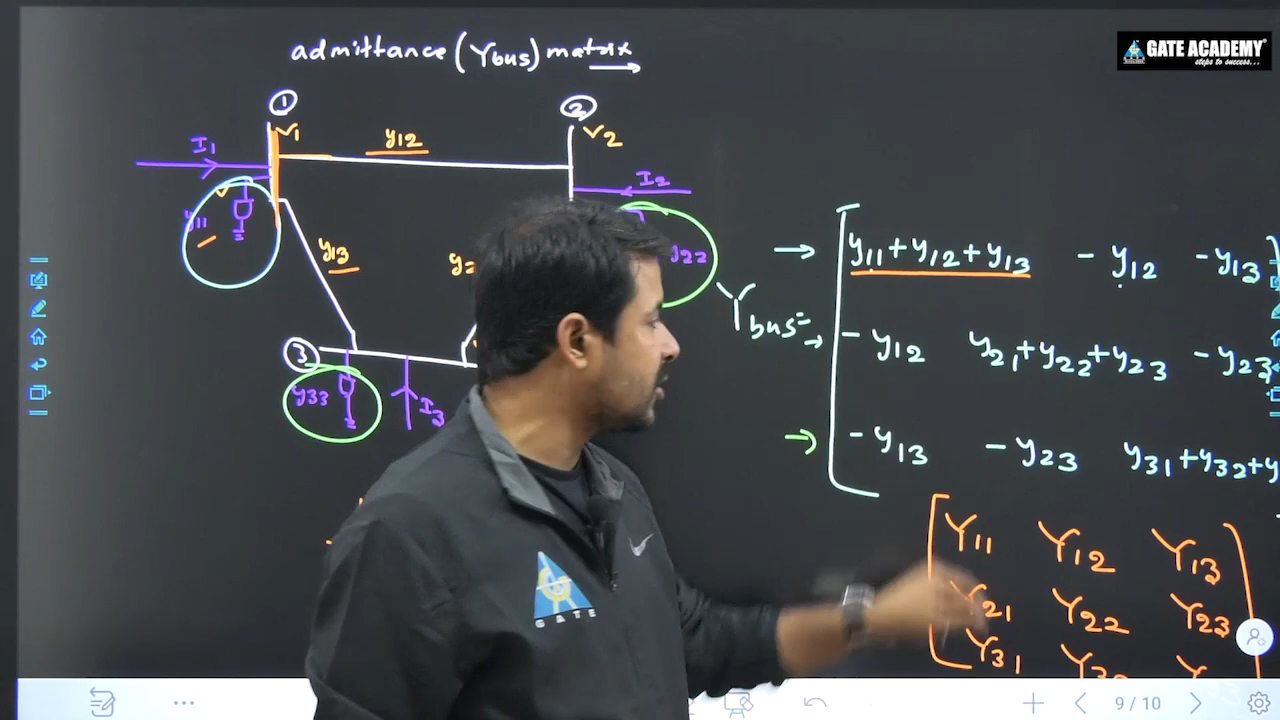 admittance (Ybus) matrix
GATE ACADEMY
steps to success...
1
2
V1
y12
V2
I1
I2
y11
y13
y22
y11+y12+y13 -y12 -y13
Ybus=
-y12 y21+y22+y23 -y23
3
y33
I3
-y13 -y23 y31+y32+y
Y11 Y12 Y13
Y21 Y22 Y23
Y31
GATE
9 / 10